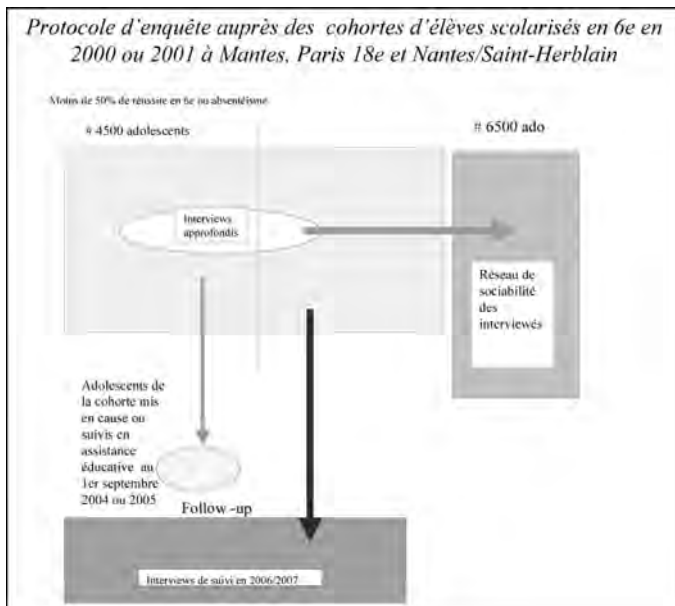 Protocole d'enquête auprès des cohortes d'élèves scolarisés en 6e en
2000 ou 2001 à Mantes, Paris 18e et Nantes/Saint-Herblain
Moins de 50% de réussite en 6e ou absentéisme
# 4500 adolescents
# 6500 ado
Interviews
approfondis
Réseau de
sociabilité
des
interviewés
Adolescents de
la cohorte mis
en cause ou
suivis en
assistance
éducative au
1er septembre
2004 ou 2005
Follow -up
Interviews de suivi en 2006/2007